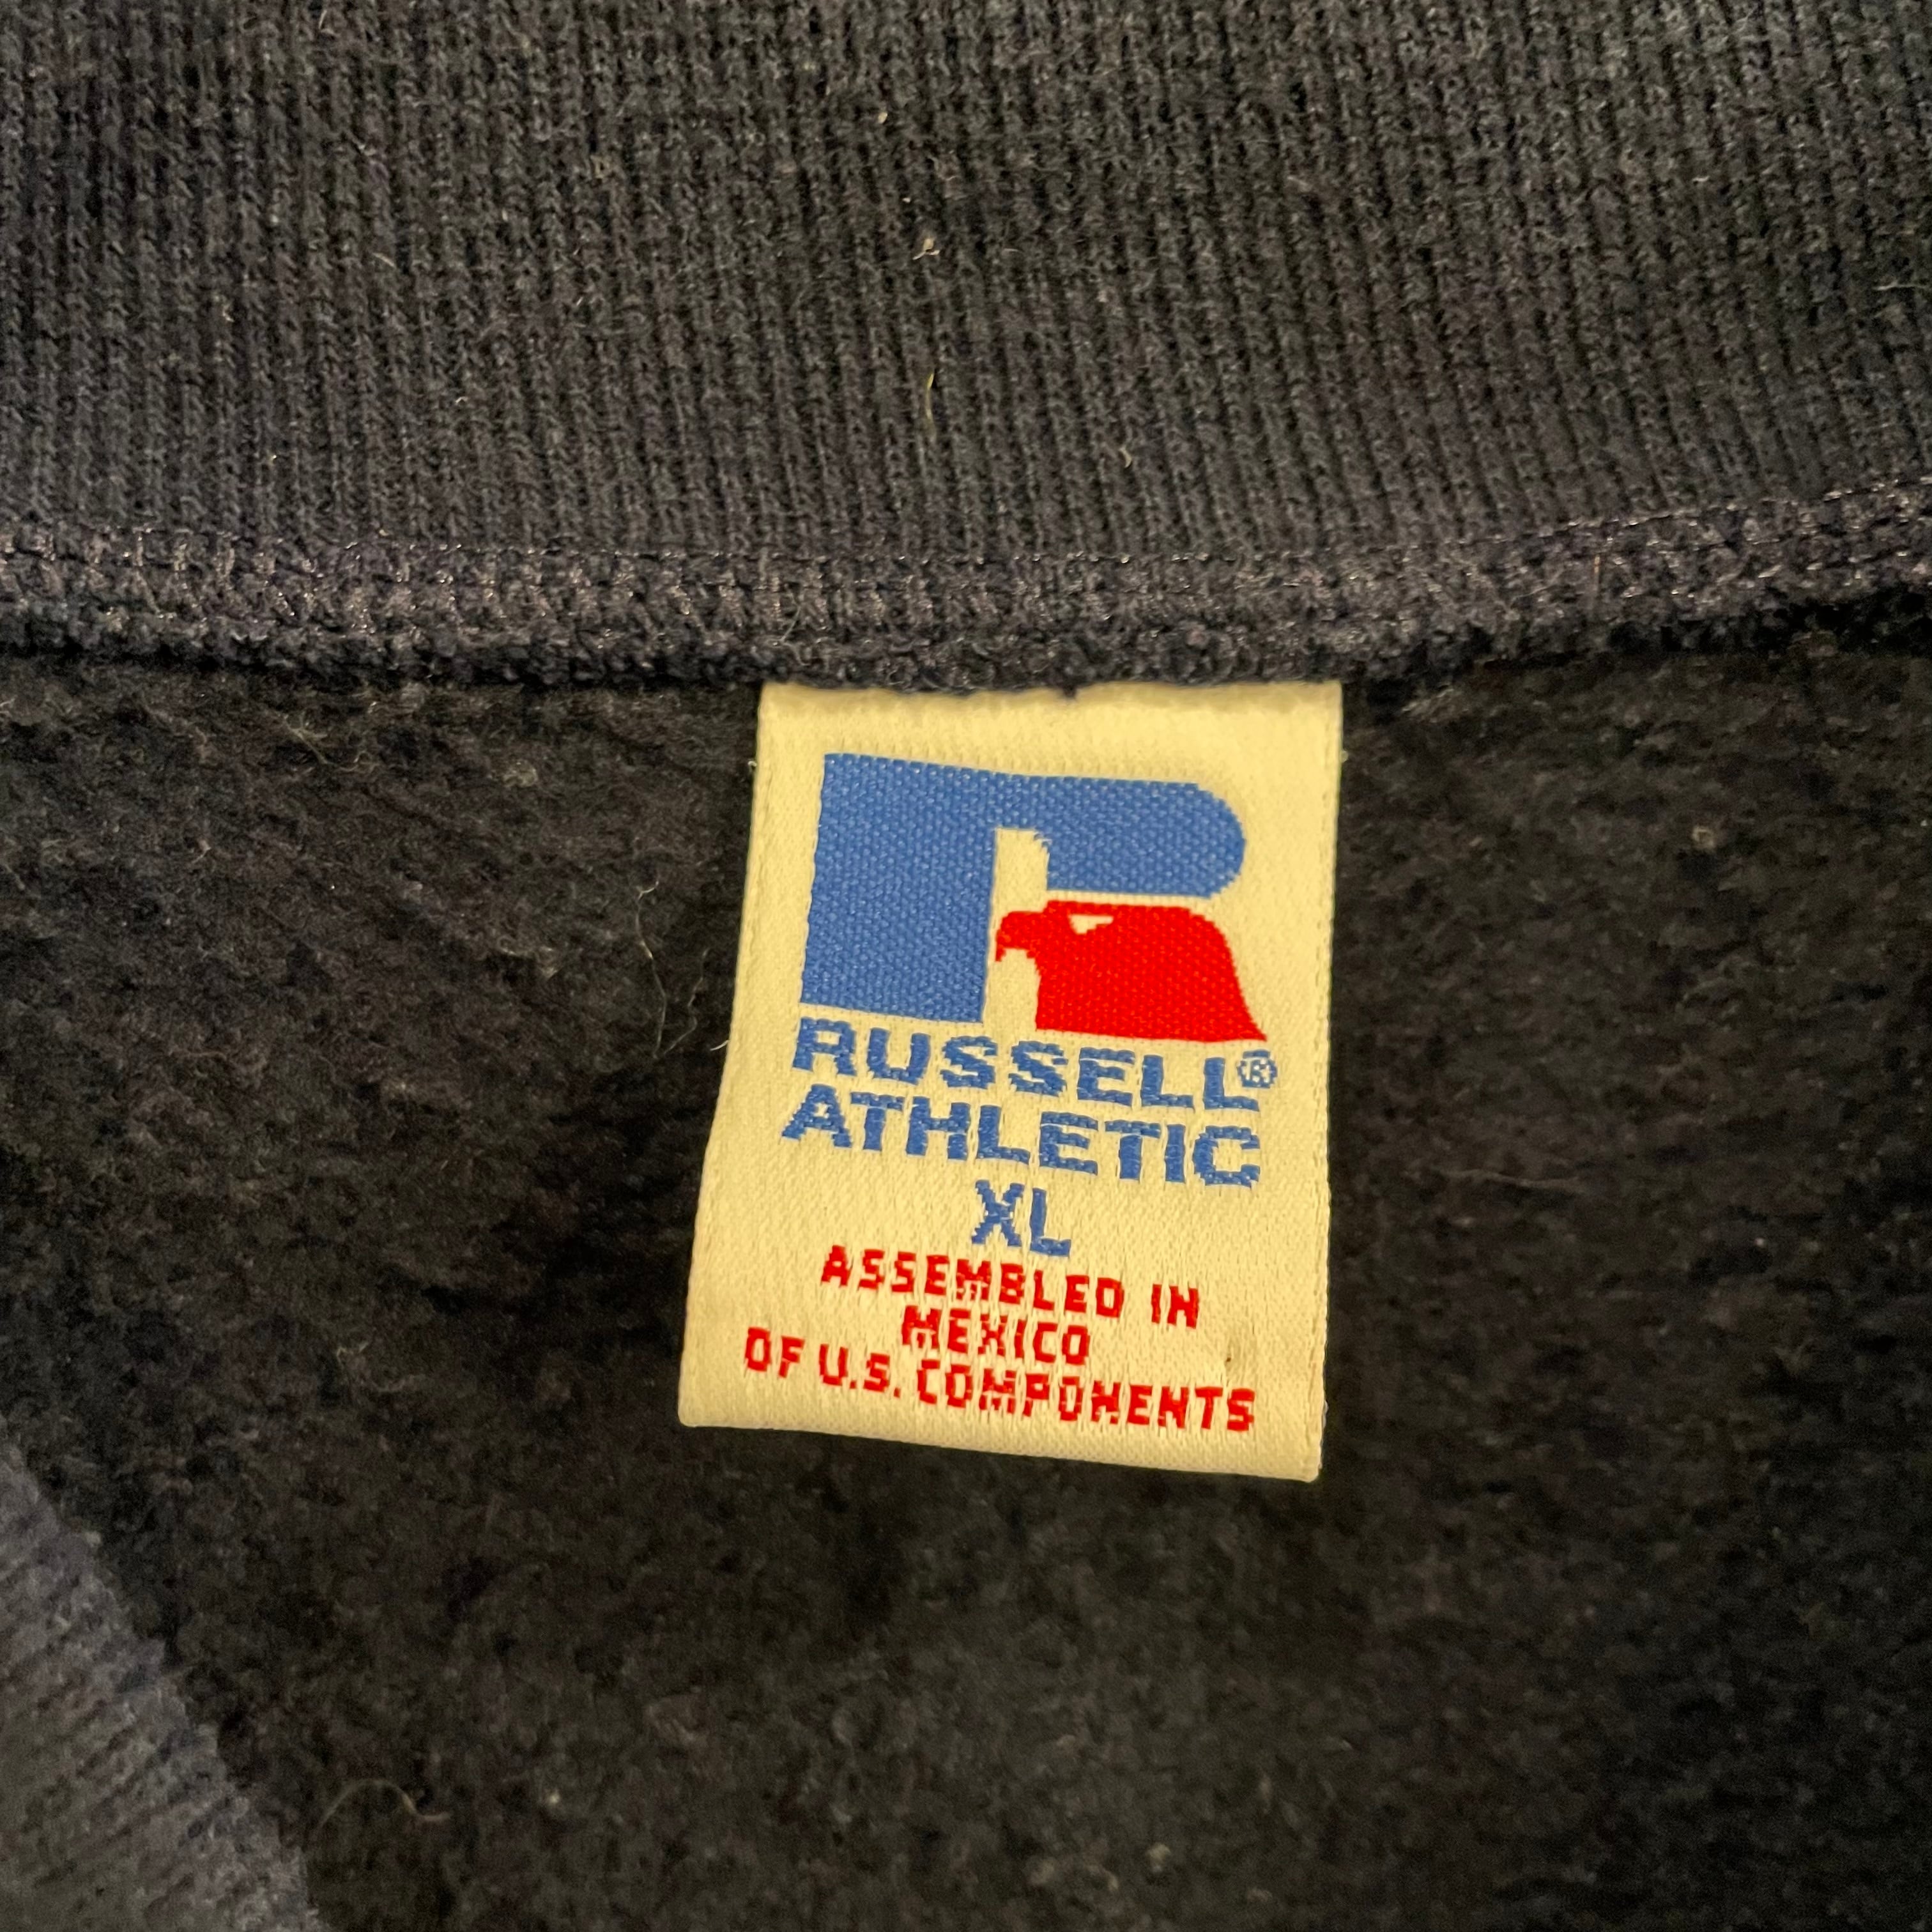 RUSSELL®
ATHLETIC
XL
ASSEMBLED IN
MEXICO
OF U.S. COMPONENTS